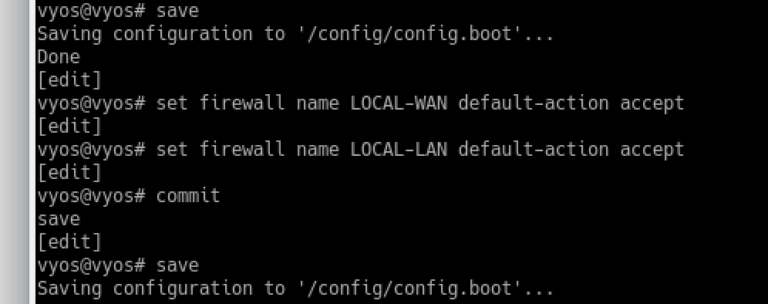 vyos@vyos# save
Saving configuration to '/config/config.boot'...
Done
[edit]
vyos@vyos# set firewall name LOCAL-WAN default-action accept
[edit]
vyos@vyos# set firewall name LOCAL-LAN default-action accept
[edit]
vyos@vyos# commit
save
[edit]
vyos@vyos# save
Saving configuration to '/config/config.boot'...